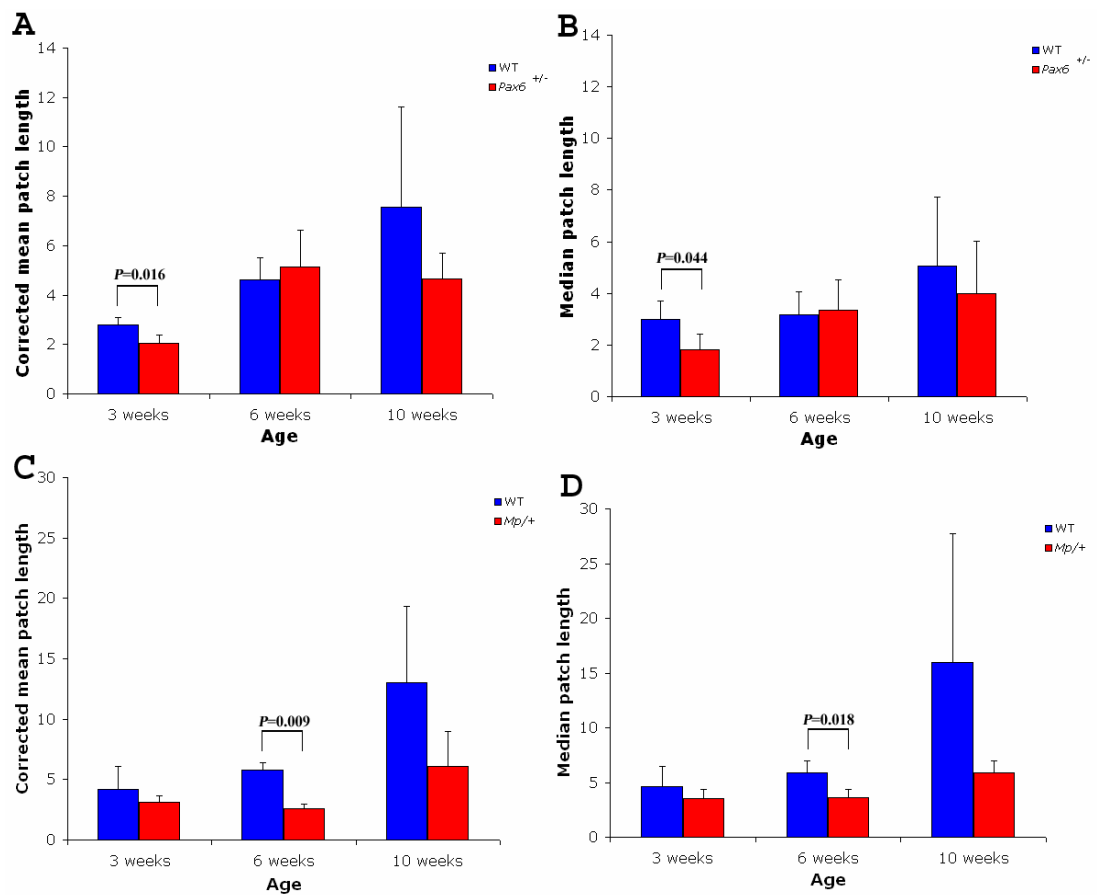 A
14
12
10
8
6
4
2
0
Corrected mean patch length
WT
Pax6 +/-
P=0.016
3 weeks 6 weeks 10 weeks
Age
B
14
12
10
8
6
4
2
0
Median patch length
WT
Pax6 +/-
P=0.044
3 weeks 6 weeks 10 weeks
Age
C
30
25
20
15
10
5
0
Corrected mean patch length
WT
Mp/+
P=0.009
3 weeks 6 weeks 10 weeks
Age
D
30
25
20
15
10
5
0
Median patch length
WT
Mp/+
P=0.018
3 weeks 6 weeks 10 weeks
Age